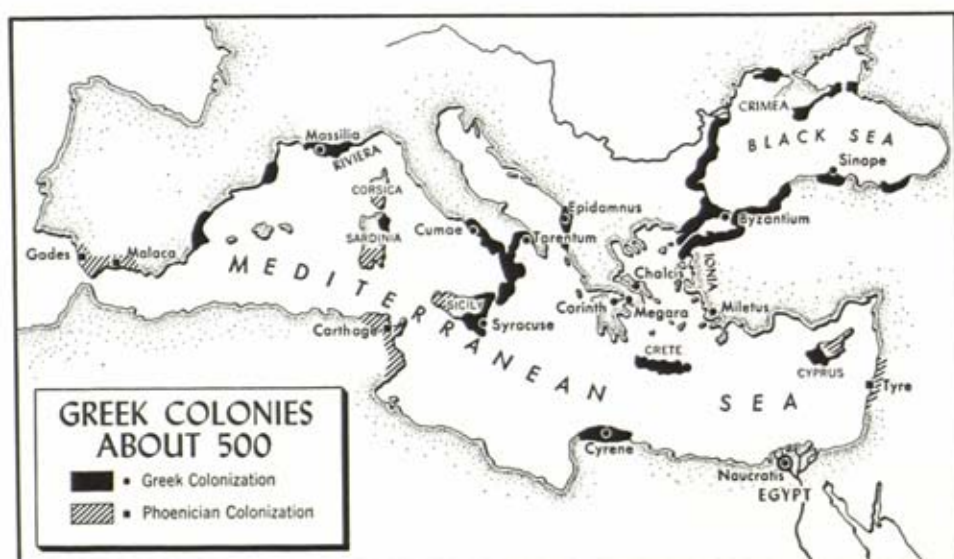 CRIMEA
BLACK SEA
Sinope
Massilia
RIVIERA
CORSICA
Epidamnus
Byzantium
Cumae
Tarentum
SARDINIA
Gades
Malaca
MEDITERRANEAN SEA
Chalcis
IONIA
SICILY
Corinth
Megara
Miletus
Carthage
Syracuse
CRETE
CYPRUS
Tyre
GREEK COLONIES
ABOUT 500
Greek Colonization
Phoenician Colonization
Cyrene
Naucratis
EGYPT